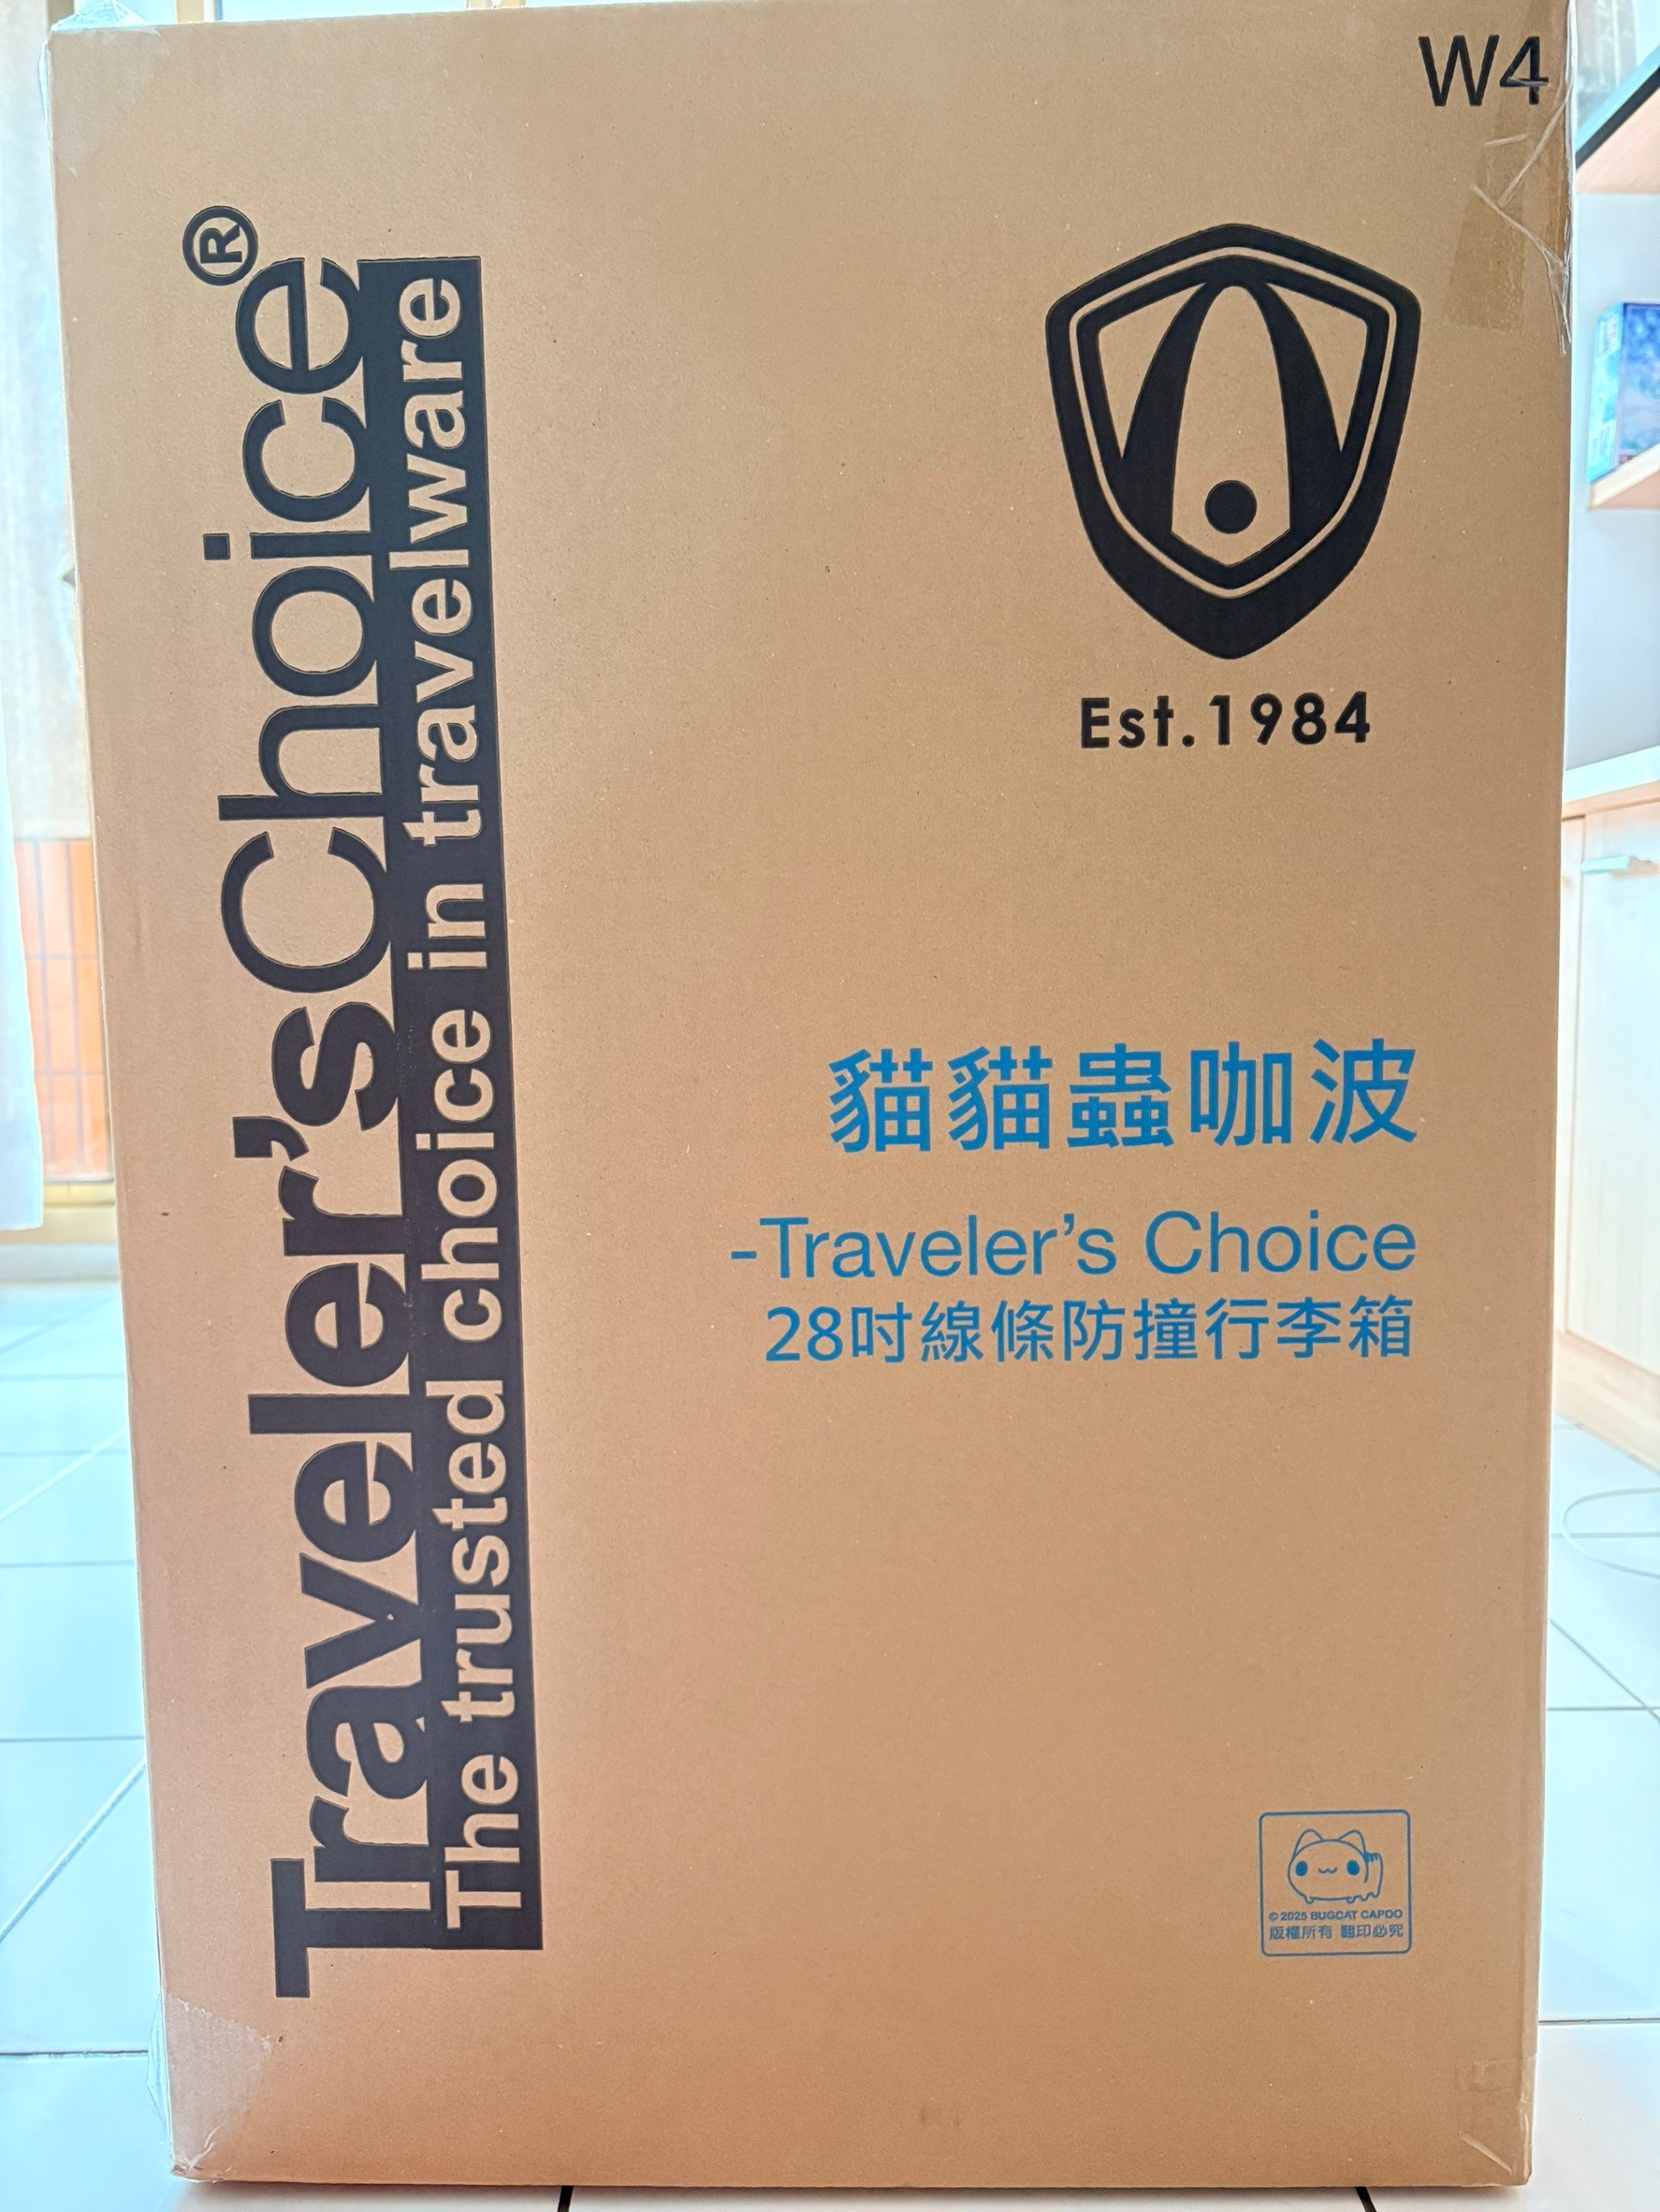 W4
Traveler'sChoice®
The trusted choice in travelware
Est.1984
貓貓蟲咖波
-Traveler's Choice
28吋線條防撞行李箱
© 2025 BUGCAT CAPOO
版權所有 翻印必究